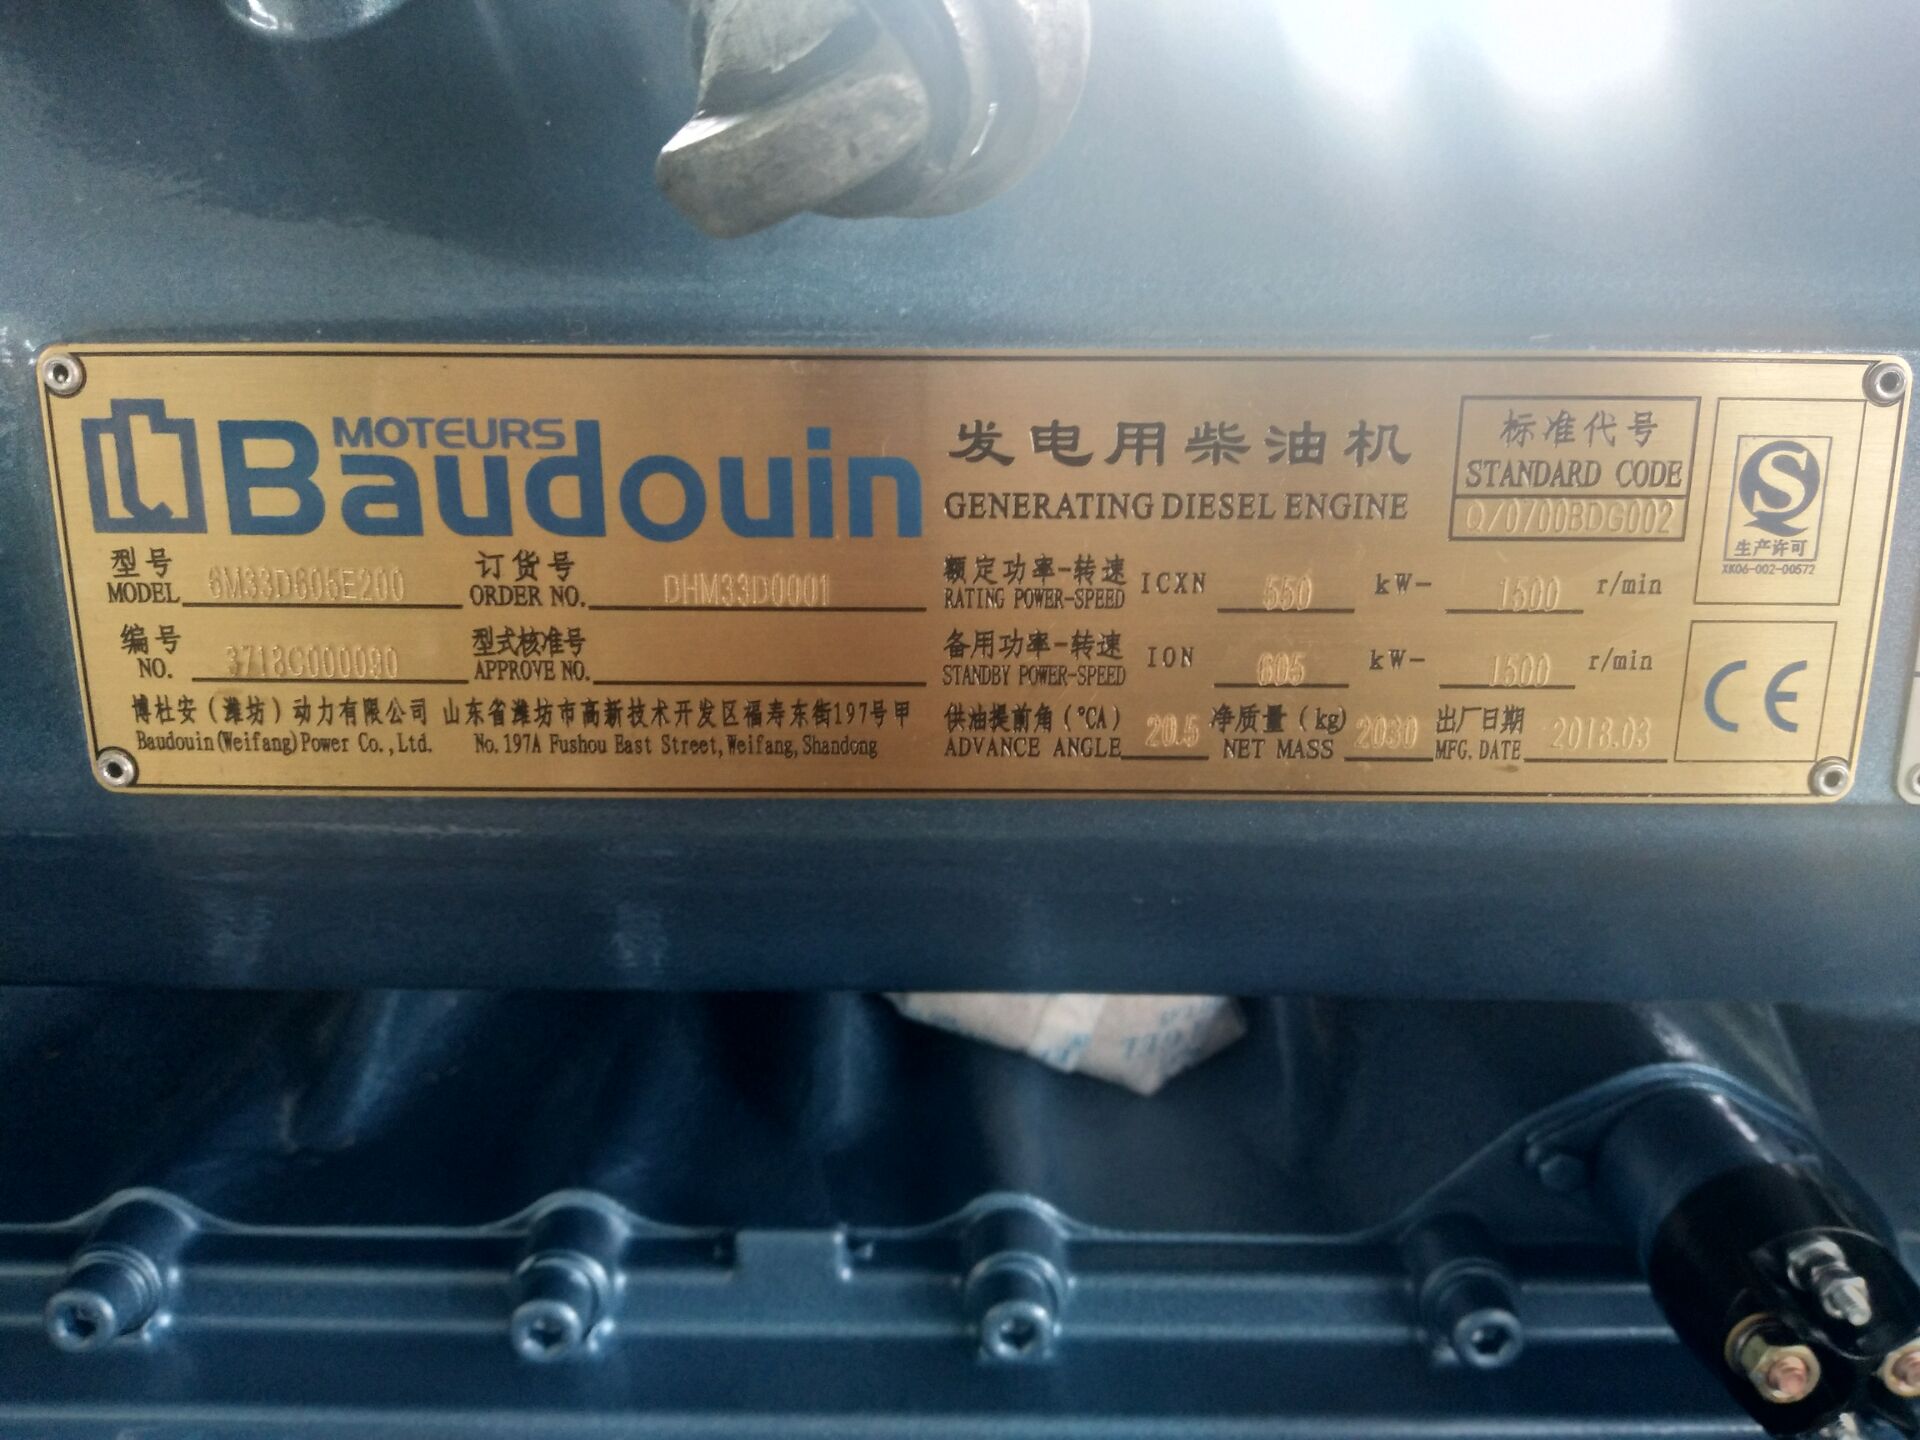 MOTEURS
Baudouin
发电用柴油机
GENERATING DIESEL ENGINE
标准代号
STANDARD CODE
Q/0700BDG002
生产许可
XK06-002-00572
型号
MODEL 6M33D605E200
订货号
ORDER NO. DHM33D0001
额定功率-转速
RATING POWER-SPEED ICXN 550 kW- 1500 r/min
编号
NO. 3718C000090
型式核准号
APPROVE NO.
备用功率-转速
STANDBY POWER-SPEED ION 605 kW- 1500 r/min
博杜安（潍坊）动力有限公司 山东省潍坊市高新技术开发区福寿东街197号甲
Baudouin(Weifang)Power Co.,Ltd. No.197A Fushou East Street,Weifang,Shandong
供油提前角(°CA)
ADVANCE ANGLE 20.5
净质量(kg)
NET MASS 2030
出厂日期
MFG. DATE 2018.03
CE